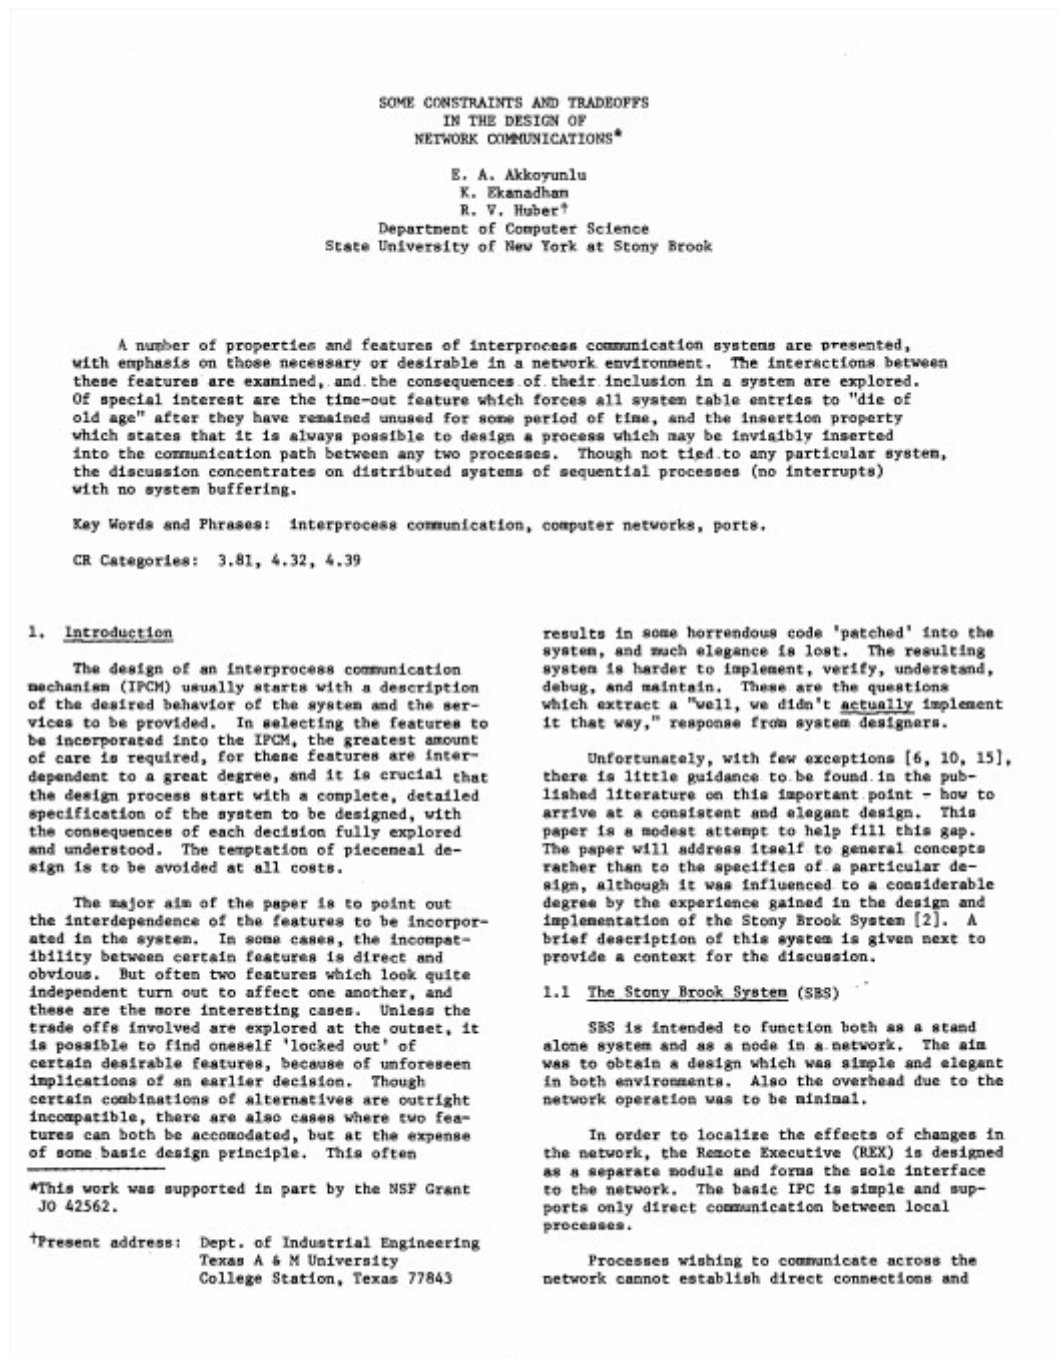 SOME CONSTRAINTS AND TRADEOFFS
IN THE DESIGN OF
NETWORK COMMUNICATIONS*
E. A. Akkoyunlu
K. Ekanadham
R. V. Huber†
Department of Computer Science
State University of New York at Stony Brook
A number of properties and features of interprocess communication systems are presented,
with emphasis on those necessary or desirable in a network environment. The interactions between
these features are examined, and the consequences of their inclusion in a system are explored.
Of special interest are the time-out feature which forces all system table entries to "die of
old age" after they have remained unused for some period of time, and the insertion property
which states that it is always possible to design a process which may be invisibly inserted
into the communication path between any two processes. Though not tied to any particular system,
the discussion concentrates on distributed systems of sequential processes (no interrupts)
with no system buffering.
Key Words and Phrases: interprocess communication, computer networks, ports.
CR Categories: 3.81, 4.32, 4.39
1. Introduction
The design of an interprocess communication
mechanism (IPCM) usually starts with a description
of the desired behavior of the system and the ser-
vices to be provided. In selecting the features to
be incorporated into the IPCM, the greatest amount
of care is required, for these features are inter-
dependent to a great degree, and it is crucial that
the design process start with a complete, detailed
specification of the system to be designed, with
the consequences of each decision fully explored
and understood. The temptation of piecemeal de-
sign is to be avoided at all costs.
The major aim of the paper is to point out
the interdependence of the features to be incorpor-
ated in the system. In some cases, the incompat-
ibility between certain features is direct and
obvious. But often two features which look quite
independent turn out to affect one another, and
these are the more interesting cases. Unless the
trade offs involved are explored at the outset, it
is possible to find oneself 'locked out' of
certain desirable features, because of unforeseen
implications of an earlier decision. Though
certain combinations of alternatives are outright
incompatible, there are also cases where two fea-
tures can both be accomodated, but at the expense
of some basic design principle. This often
*This work was supported in part by the NSF Grant
JO 42562.
†Present address: Dept. of Industrial Engineering
Texas A & M University
College Station, Texas 77843
results in some horrendous code 'patched' into the
system, and much elegance is lost. The resulting
system is harder to implement, verify, understand,
debug, and maintain. These are the questions
which extract a "well, we didn't actually implement
it that way," response from system designers.
Unfortunately, with few exceptions [6, 10, 15],
there is little guidance to be found in the pub-
lished literature on this important point - how to
arrive at a consistent and elegant design. This
paper is a modest attempt to help fill this gap.
The paper will address itself to general concepts
rather than to the specifics of a particular de-
sign, although it was influenced to a considerable
degree by the experience gained in the design and
implementation of the Stony Brook System [2]. A
brief description of this system is given next to
provide a context for the discussion.
1.1 The Stony Brook System (SBS)
SBS is intended to function both as a stand
alone system and as a node in a network. The aim
was to obtain a design which was simple and elegant
in both environments. Also the overhead due to the
network operation was to be minimal.
In order to localize the effects of changes in
the network, the Remote Executive (REX) is designed
as a separate module and forms the sole interface
to the network. The basic IPC is simple and sup-
ports only direct communication between local
processes.
Processes wishing to communicate across the
network cannot establish direct connections and